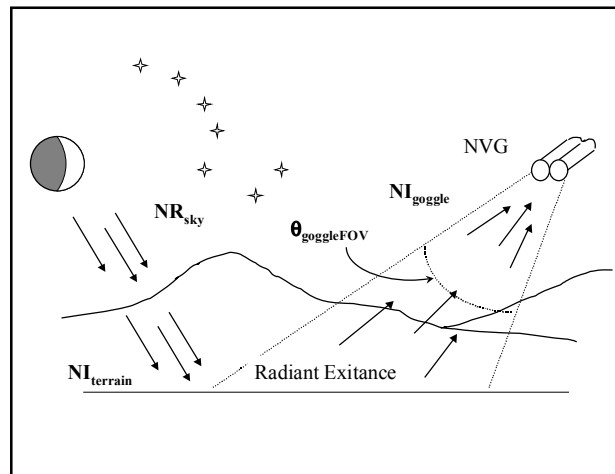 NVG
NR_sky
NI_goggle
θ_goggleFOV
NI_terrain
Radiant Exitance